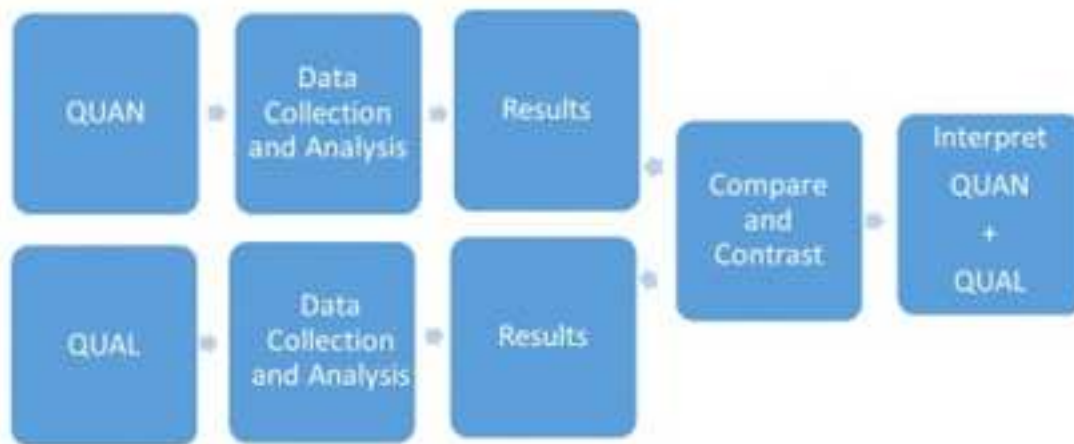 QUAN
Data
Collection
and Analysis
Results
QUAL
Data
Collection
and Analysis
Results
Compare
and
Contrast
Interpret
QUAN
+
QUAL